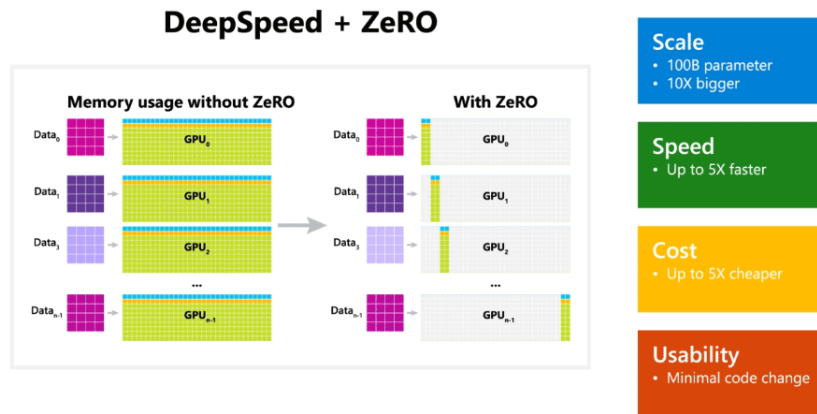 DeepSpeed + ZeRO
Memory usage without ZeRO
With ZeRO
Data₀
GPU₀
Data₀
GPU₀
Data₁
GPU₁
Data₁
GPU₁
Data₃
GPU₂
Data₃
GPU₂
...
...
Dataₙ₋₁
GPUₙ₋₁
Dataₙ₋₁
GPUₙ₋₁
Scale
• 100B parameter
• 10X bigger
Speed
• Up to 5X faster
Cost
• Up to 5X cheaper
Usability
• Minimal code change